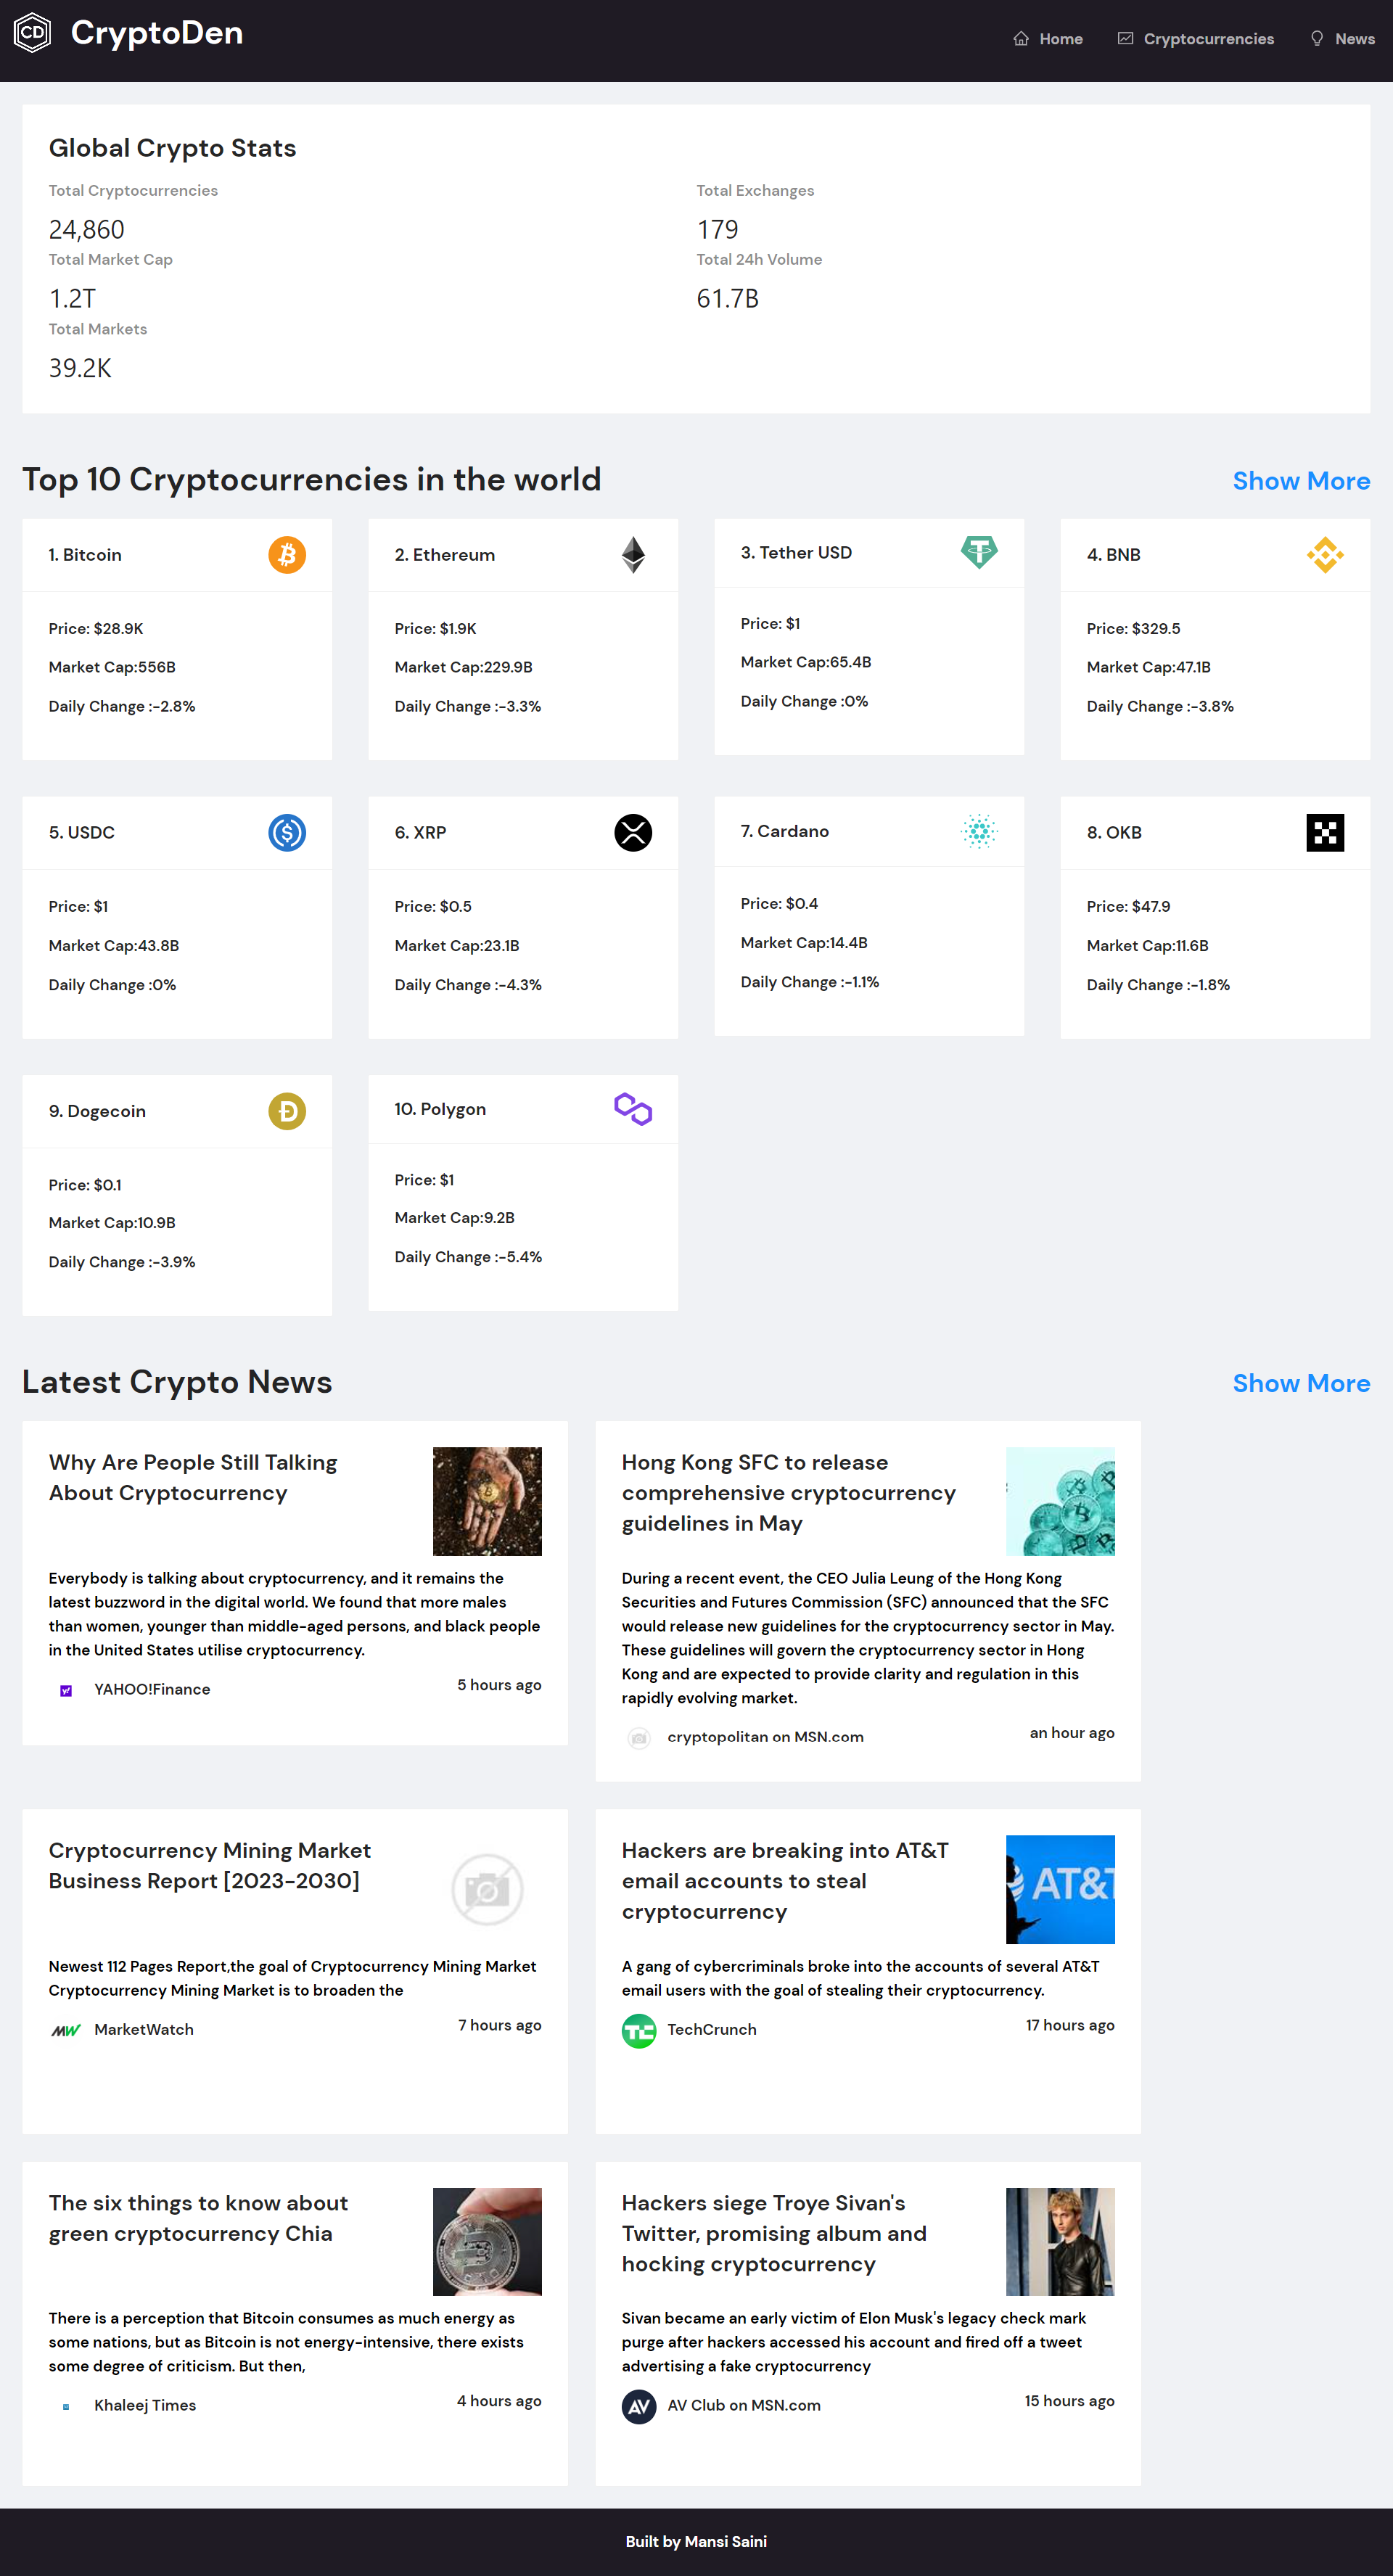 CD CryptoDen
Home Cryptocurrencies News
Global Crypto Stats
Total Cryptocurrencies Total Exchanges
24,860 179
Total Market Cap Total 24h Volume
1.2T 61.7B
Total Markets
39.2K
Top 10 Cryptocurrencies in the world Show More
1. Bitcoin
Price: $28.9K
Market Cap:556B
Daily Change :-2.8%
2. Ethereum
Price: $1.9K
Market Cap:229.9B
Daily Change :-3.3%
3. Tether USD
Price: $1
Market Cap:65.4B
Daily Change :0%
4. BNB
Price: $329.5
Market Cap:47.1B
Daily Change :-3.8%
5. USDC
Price: $1
Market Cap:43.8B
Daily Change :0%
6. XRP
Price: $0.5
Market Cap:23.1B
Daily Change :-4.3%
7. Cardano
Price: $0.4
Market Cap:14.4B
Daily Change :-1.1%
8. OKB
Price: $47.9
Market Cap:11.6B
Daily Change :-1.8%
9. Dogecoin
Price: $0.1
Market Cap:10.9B
Daily Change :-3.9%
10. Polygon
Price: $1
Market Cap:9.2B
Daily Change :-5.4%
Latest Crypto News Show More
Why Are People Still Talking
About Cryptocurrency
Everybody is talking about cryptocurrency, and it remains the
latest buzzword in the digital world. We found that more males
than women, younger than middle-aged persons, and black people
in the United States utilise cryptocurrency.
YAHOO!Finance 5 hours ago
Hong Kong SFC to release
comprehensive cryptocurrency
guidelines in May
During a recent event, the CEO Julia Leung of the Hong Kong
Securities and Futures Commission (SFC) announced that the SFC
would release new guidelines for the cryptocurrency sector in May.
These guidelines will govern the cryptocurrency sector in Hong
Kong and are expected to provide clarity and regulation in this
rapidly evolving market.
cryptopolitan on MSN.com an hour ago
Cryptocurrency Mining Market
Business Report [2023-2030]
Newest 112 Pages Report,the goal of Cryptocurrency Mining Market
Cryptocurrency Mining Market is to broaden the
MW MarketWatch 7 hours ago
Hackers are breaking into AT&T
email accounts to steal
cryptocurrency
AT&T
A gang of cybercriminals broke into the accounts of several AT&T
email users with the goal of stealing their cryptocurrency.
TC TechCrunch 17 hours ago
The six things to know about
green cryptocurrency Chia
There is a perception that Bitcoin consumes as much energy as
some nations, but as Bitcoin is not energy-intensive, there exists
some degree of criticism. But then,
Khaleej Times 4 hours ago
Hackers siege Troye Sivan's
Twitter, promising album and
hocking cryptocurrency
Sivan became an early victim of Elon Musk's legacy check mark
purge after hackers accessed his account and fired off a tweet
advertising a fake cryptocurrency
AV AV Club on MSN.com 15 hours ago
Built by Mansi Saini